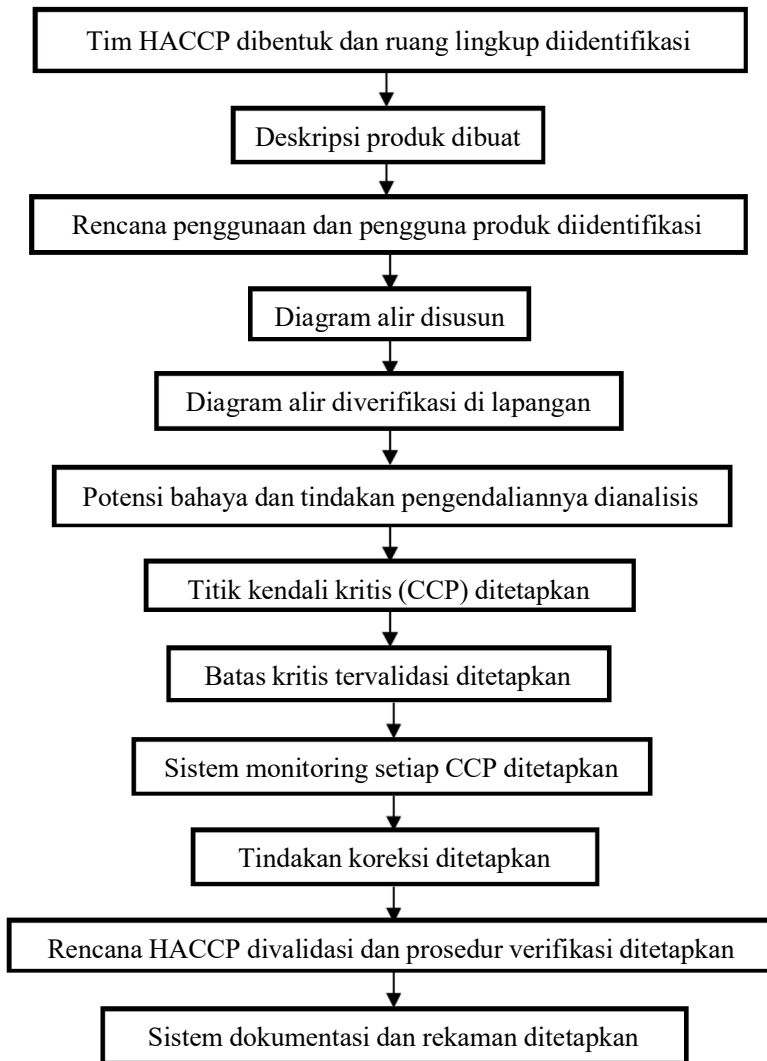 Tim HACCP dibentuk dan ruang lingkup diidentifikasi
Deskripsi produk dibuat
Rencana penggunaan dan pengguna produk diidentifikasi
Diagram alir disusun
Diagram alir diverifikasi di lapangan
Potensi bahaya dan tindakan pengendaliannya dianalisis
Titik kendali kritis (CCP) ditetapkan
Batas kritis tervalidasi ditetapkan
Sistem monitoring setiap CCP ditetapkan
Tindakan koreksi ditetapkan
Rencana HACCP divalidasi dan prosedur verifikasi ditetapkan
Sistem dokumentasi dan rekaman ditetapkan